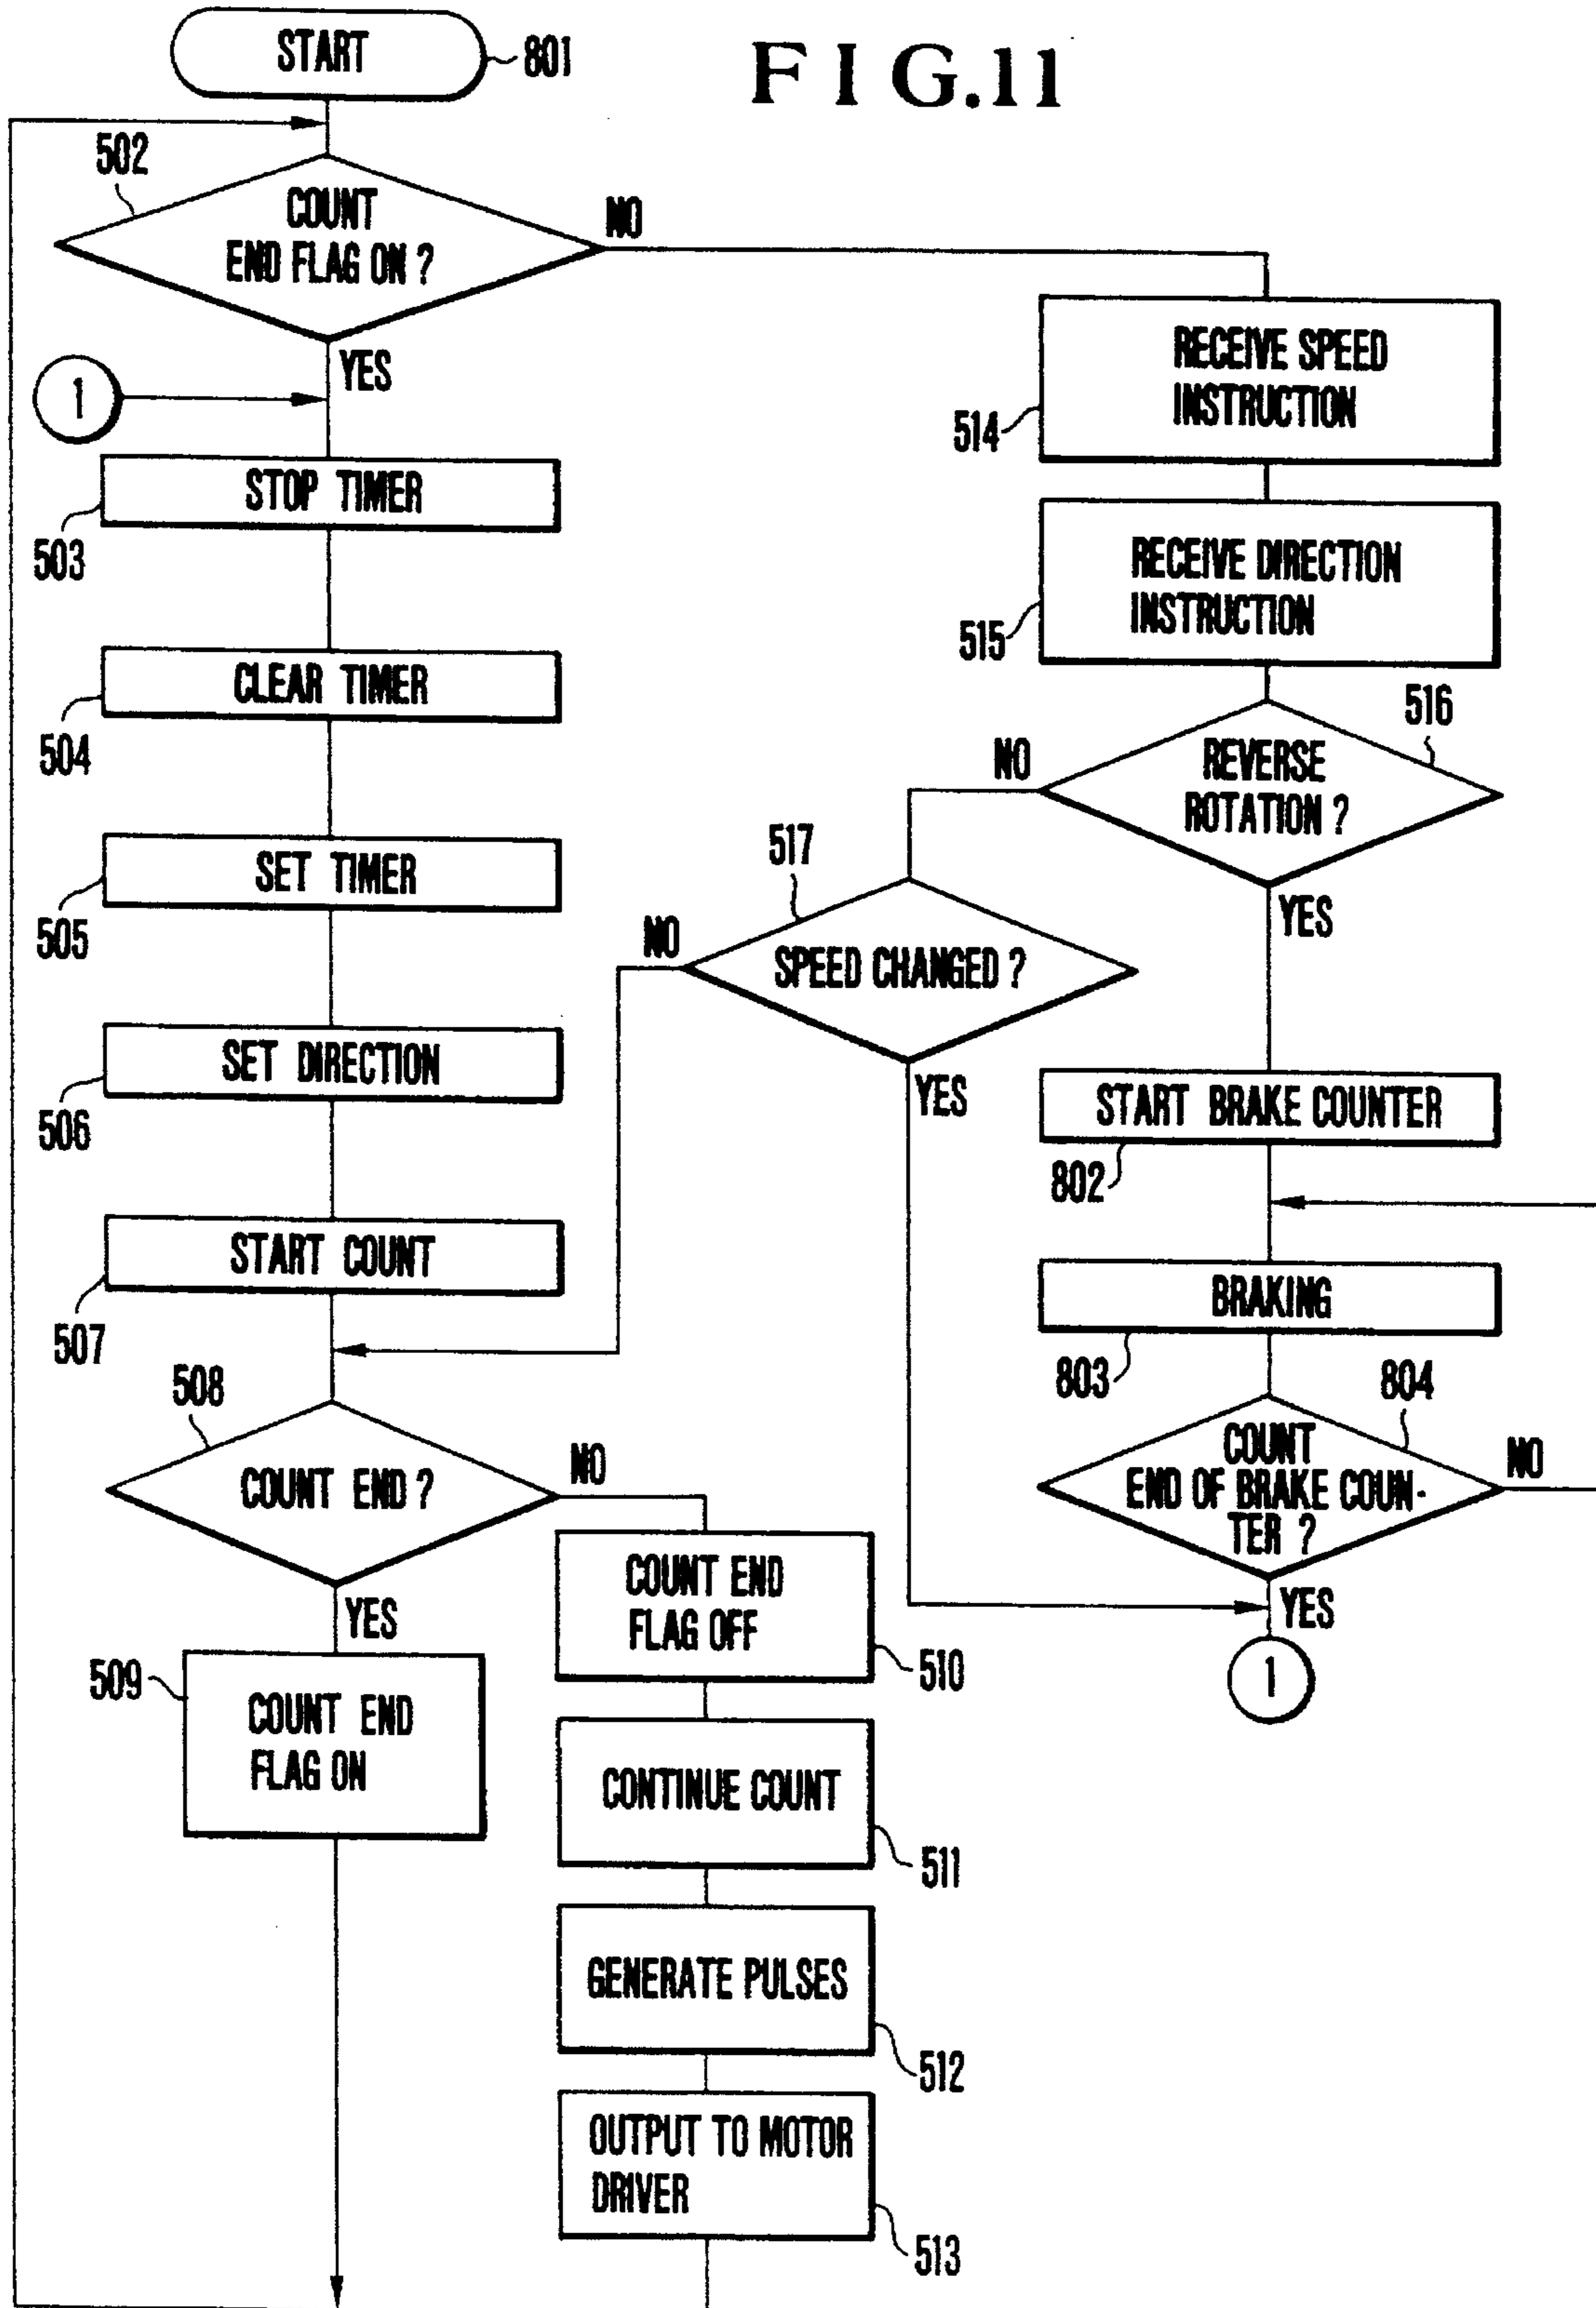 START
801
FIG.11
502
COUNT
END FLAG ON ?
NO
YES
1
STOP TIMER
503
CLEAR TIMER
504
SET TIMER
505
SET DIRECTION
506
START COUNT
507
508
COUNT END ?
NO
YES
509
COUNT END
FLAG ON
COUNT END
FLAG OFF
510
CONTINUE COUNT
511
GENERATE PULSES
512
OUTPUT TO MOTOR
DRIVER
513
RECEIVE SPEED
INSTRUCTION
514
RECEIVE DIRECTION
INSTRUCTION
515
516
REVERSE
ROTATION ?
NO
YES
517
SPEED CHANGED ?
NO
YES
START BRAKE COUNTER
802
BRAKING
803
804
COUNT
END OF BRAKE COUN-
TER ?
NO
YES
1